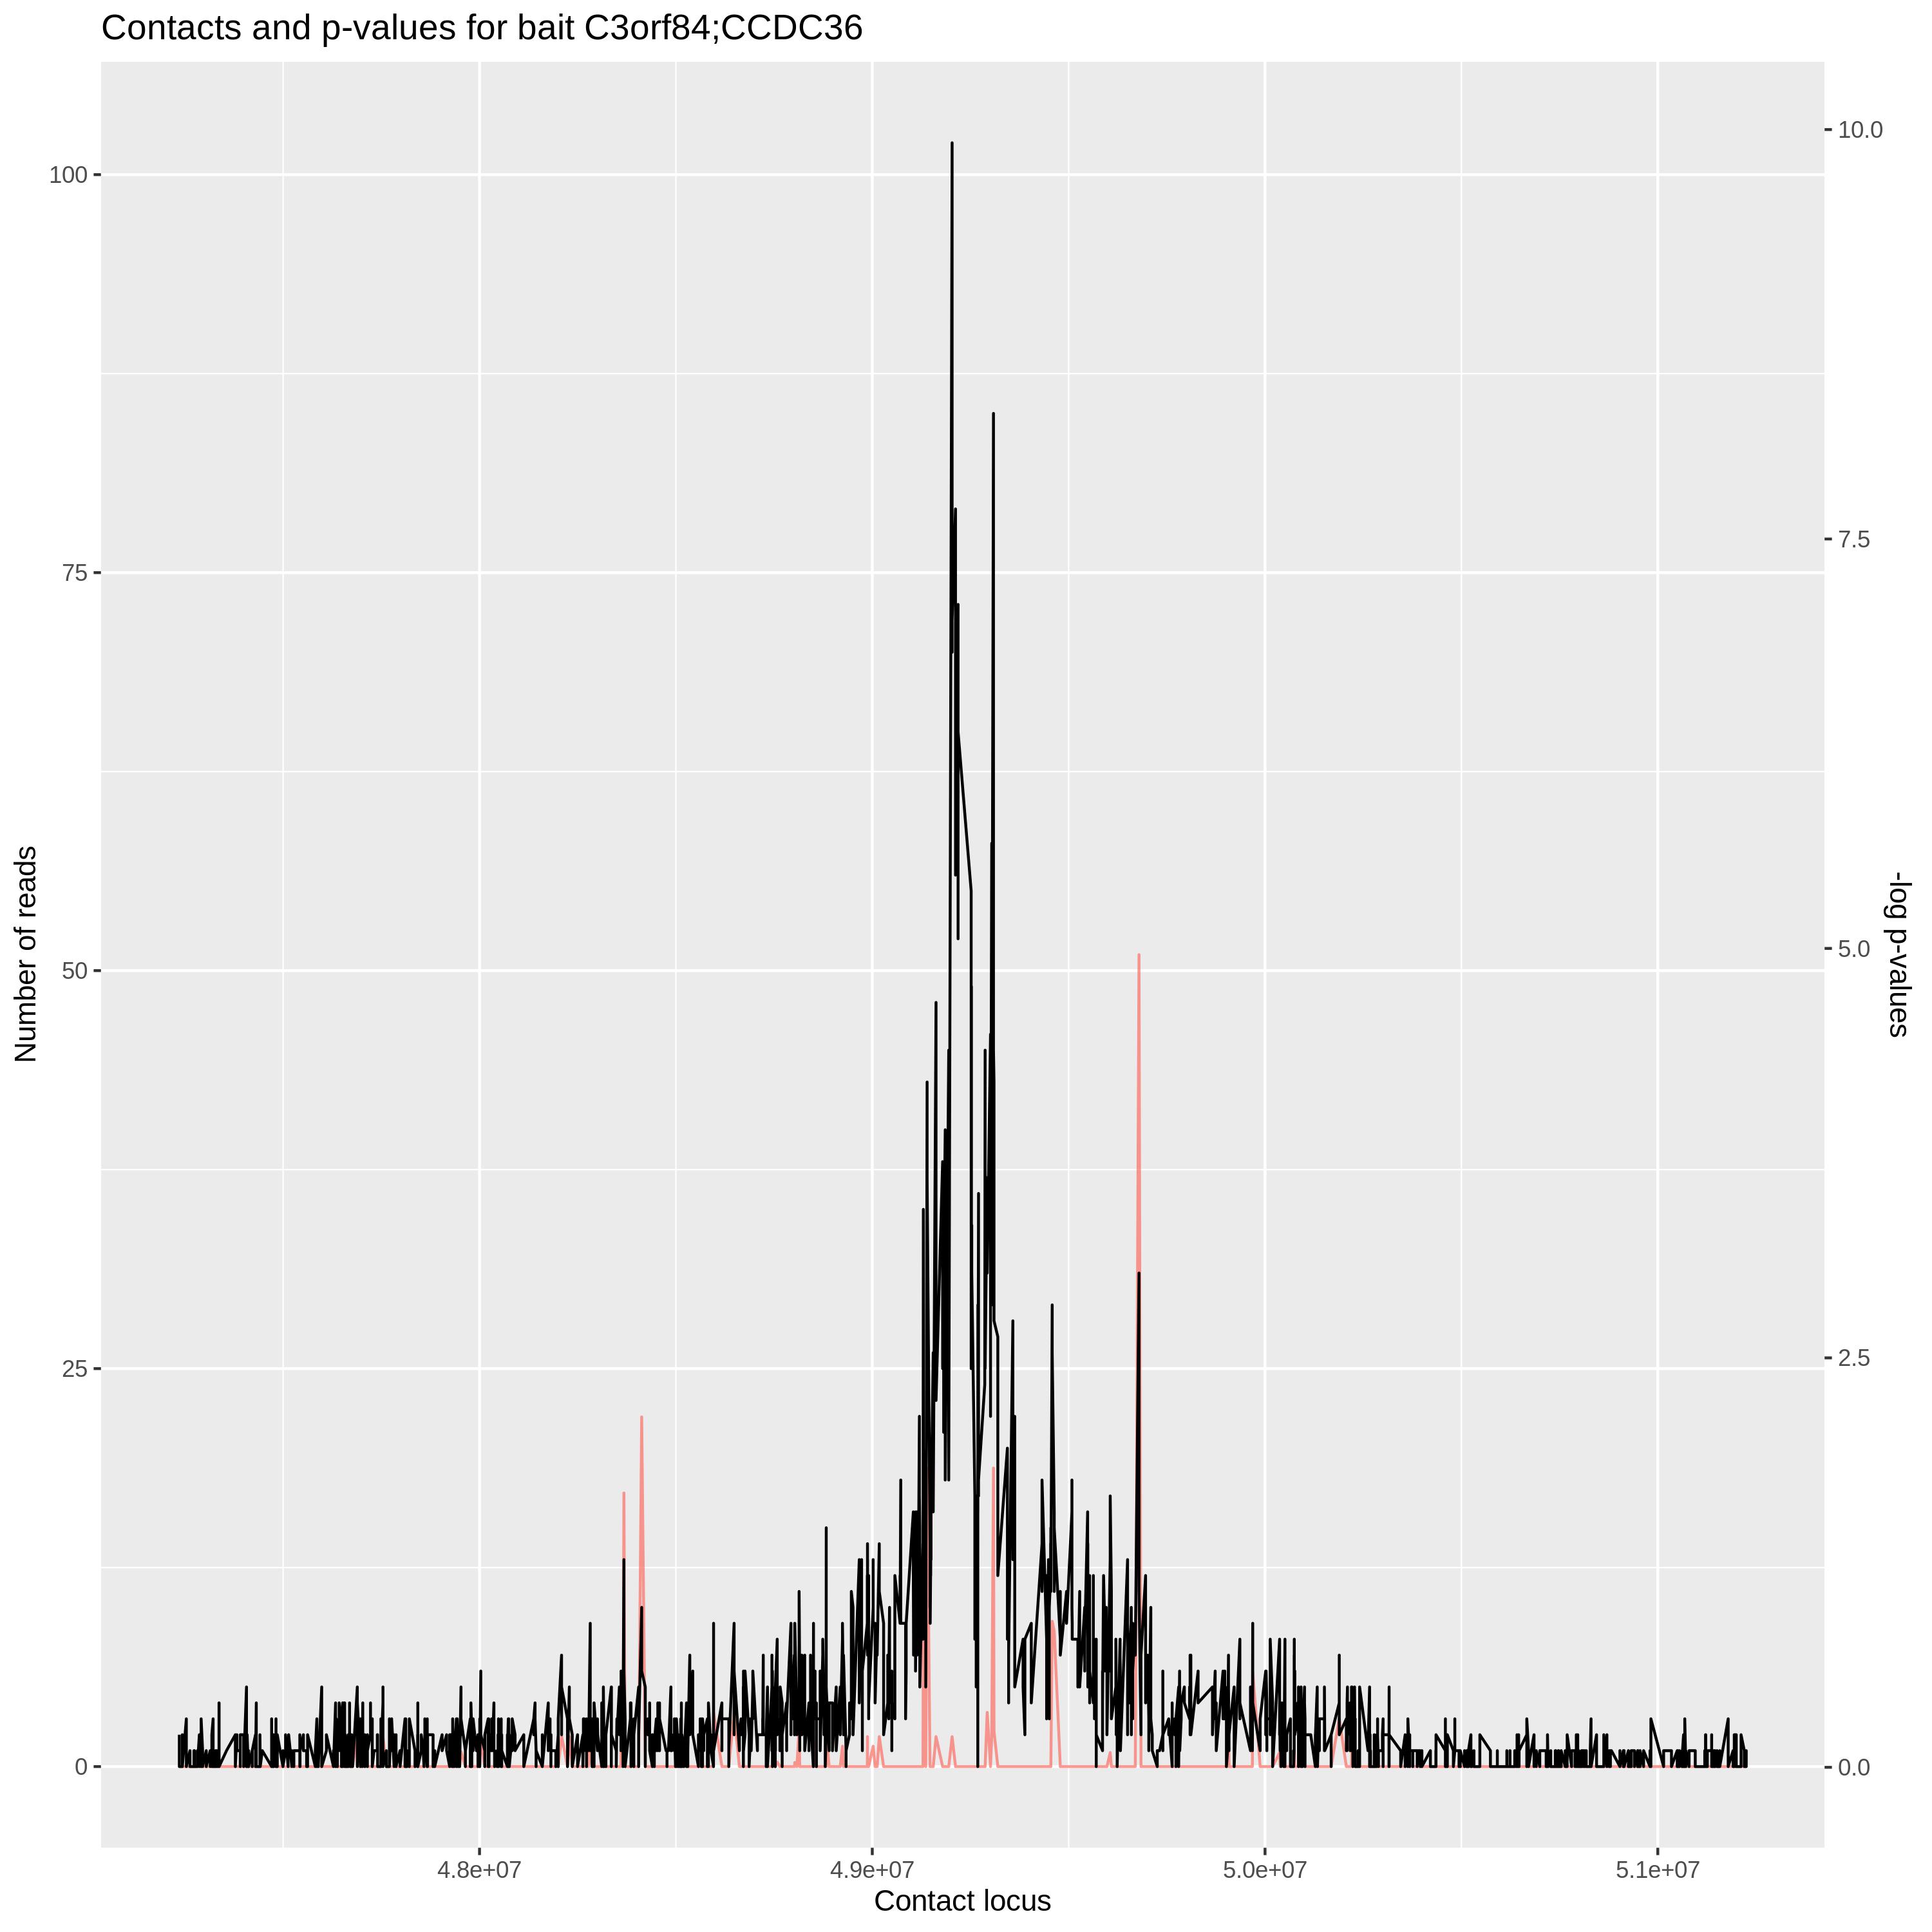 Contacts and p-values for bait C3orf84;CCDC36
100
75
50
25
0
Number of reads
10.0
7.5
5.0
2.5
0.0
-log p-values
4.8e+07
4.9e+07
5.0e+07
5.1e+07
Contact locus